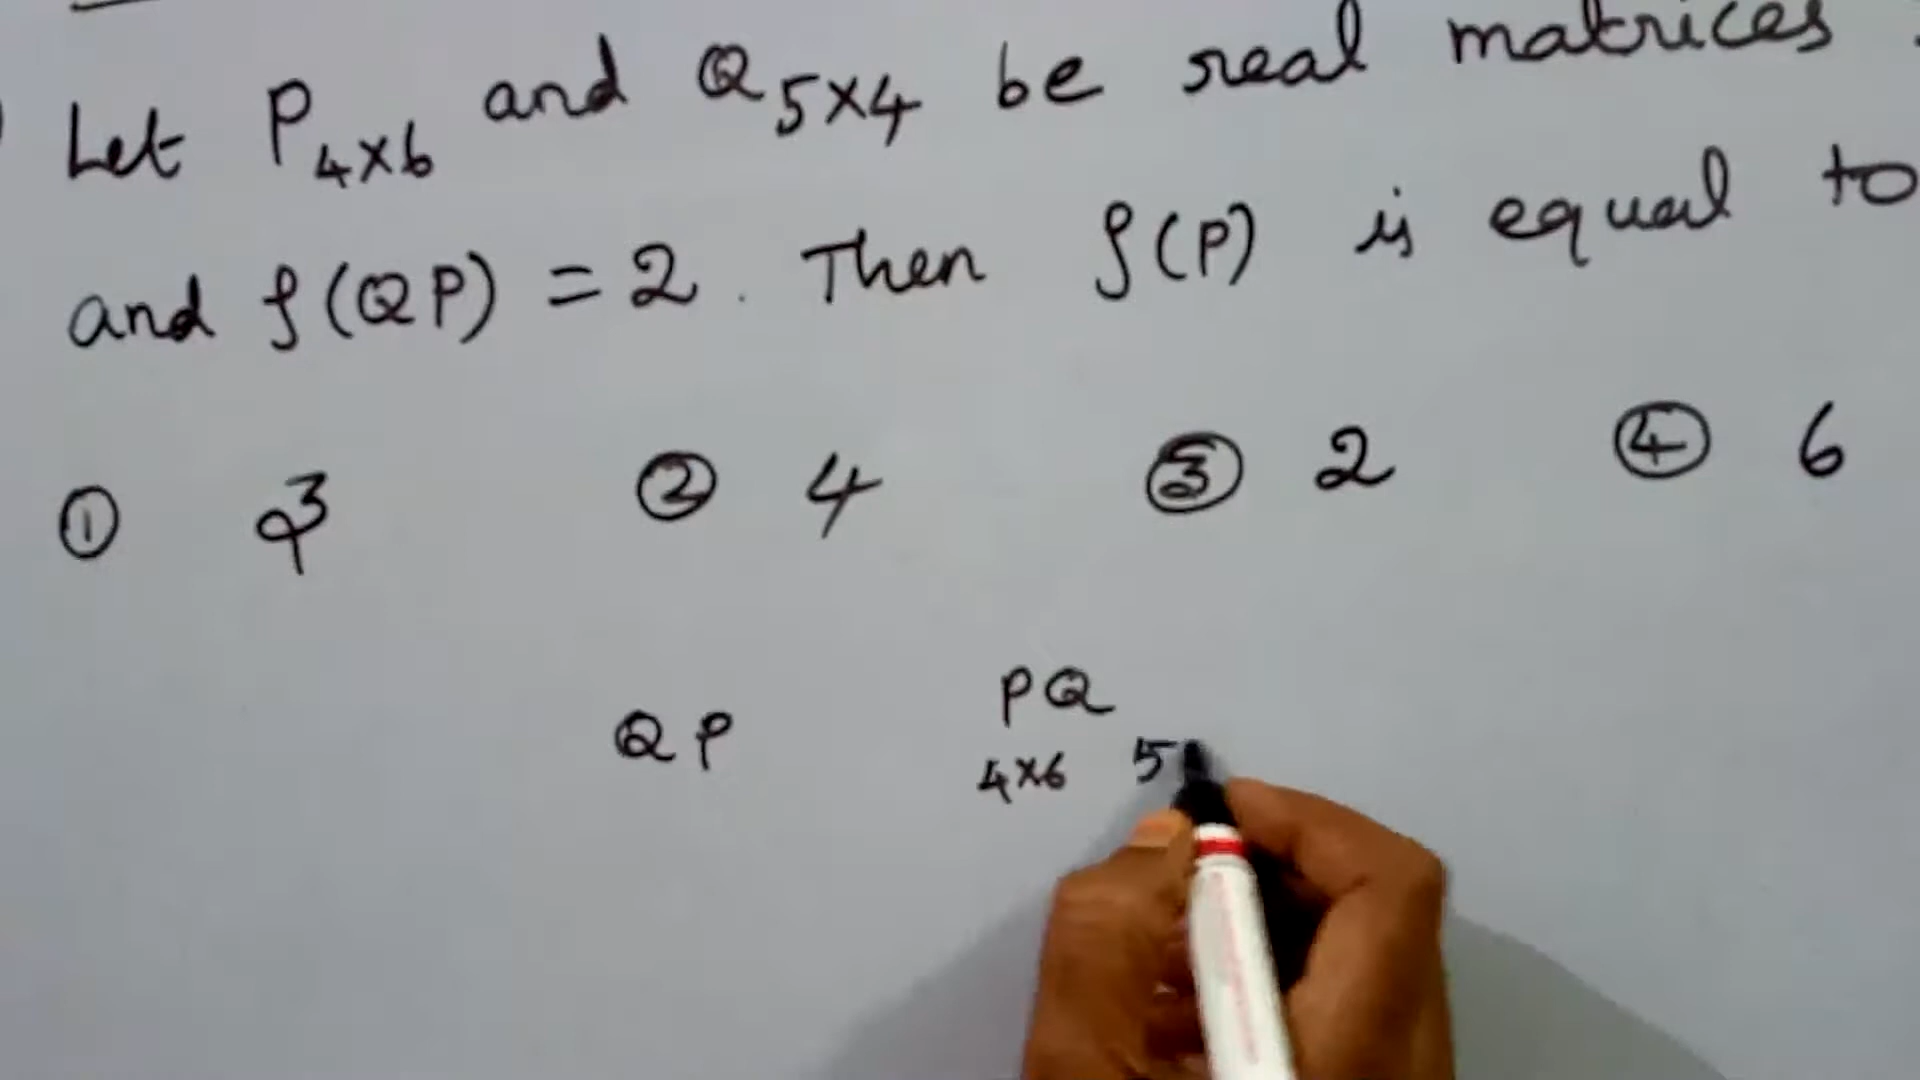 Let P4×6 and Q5×4 be real matrices.
and ρ(QP) = 2. Then ρ(P) is equal to
① 3 ② 4 ③ 2 ④ 6
QP PQ
4×6 5